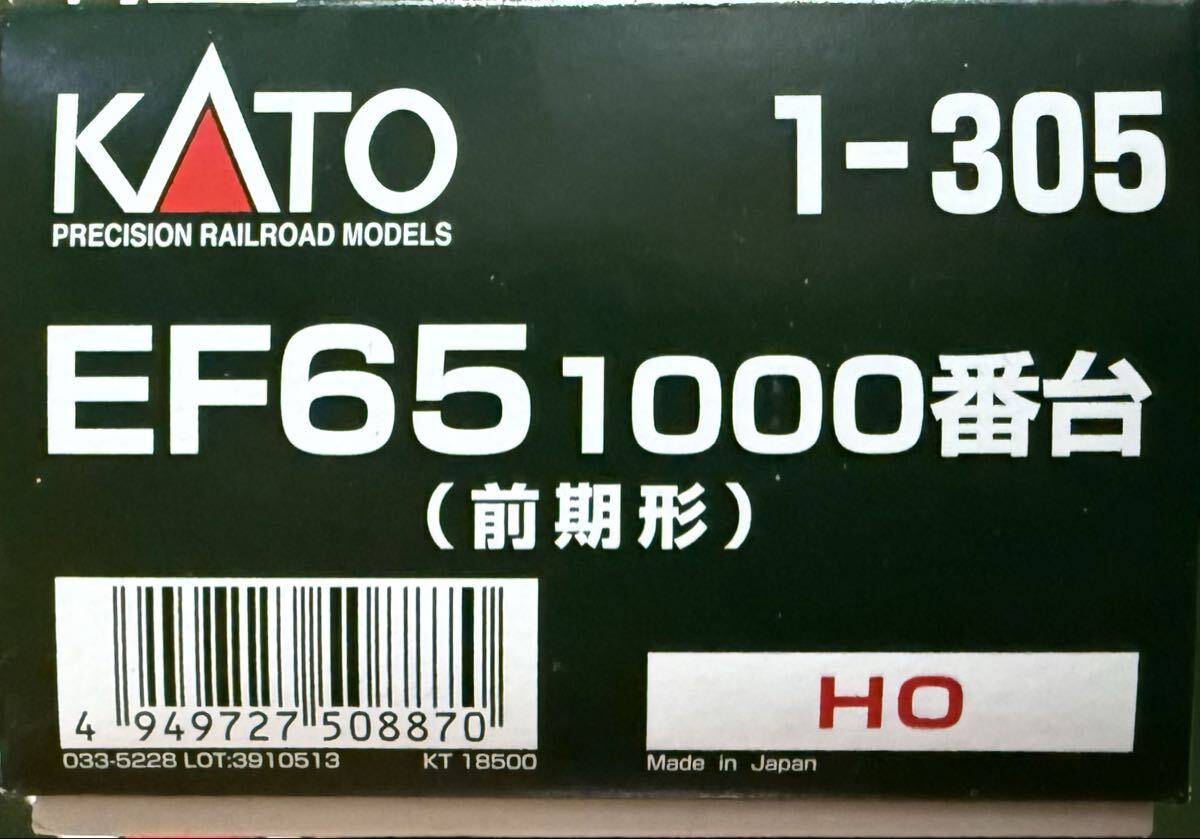 KATO 1-305
PRECISION RAILROAD MODELS
EF65 1000番台
(前期形)
HO
4 949727 508870
033-5228 LOT:3910513 KT 18500
Made in Japan